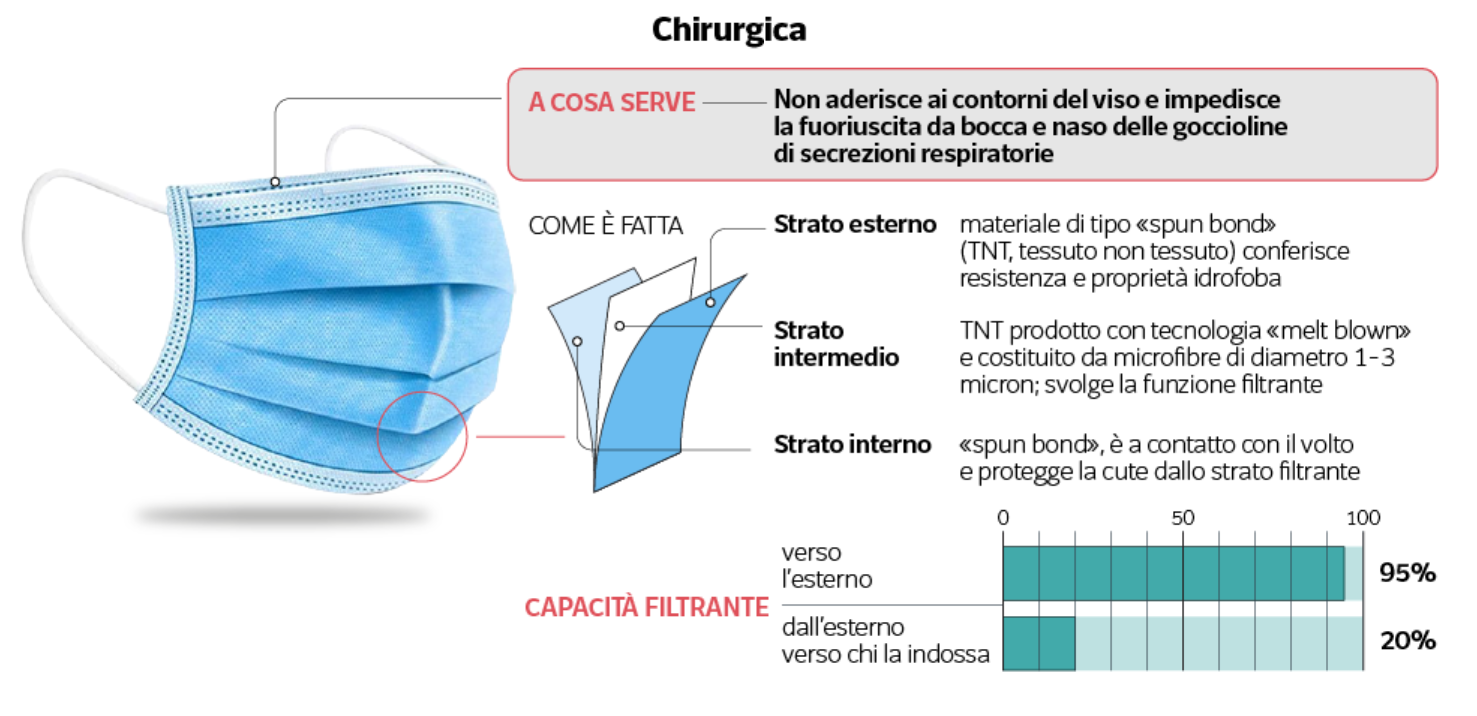 Chirurgica
A COSA SERVE
Non aderisce ai contorni del viso e impedisce
la fuoriuscita da bocca e naso delle goccioline
di secrezioni respiratorie
COME È FATTA
Strato esterno
materiale di tipo «spun bond»
(TNT, tessuto non tessuto) conferisce
resistenza e proprietà idrofoba
Strato
intermedio
TNT prodotto con tecnologia «melt blown»
e costituito da microfibre di diametro 1-3
micron; svolge la funzione filtrante
Strato interno
«spun bond», è a contatto con il volto
e protegge la cute dallo strato filtrante
0 50 100
CAPACITÀ FILTRANTE
verso
l'esterno
95%
dall'esterno
verso chi la indossa
20%